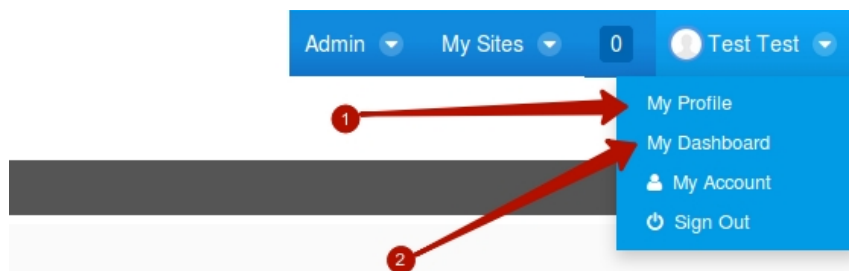 Admin My Sites 0 Test Test
My Profile
1
My Dashboard
My Account
Sign Out
2